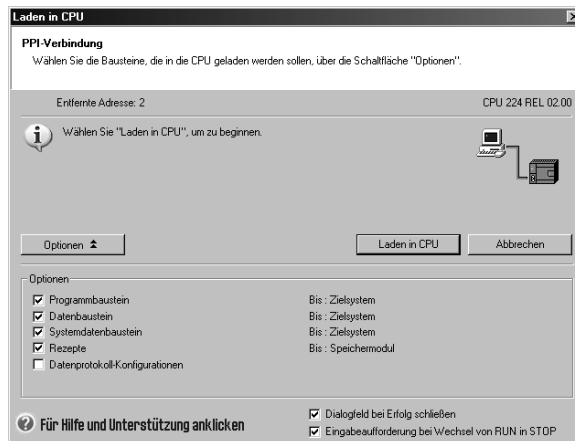 Laden in CPU
PPI-Verbindung
Wählen Sie die Bausteine, die in die CPU geladen werden sollen, über die Schaltfläche "Optionen".
Entfernte Adresse: 2 CPU 224 REL 02.00
Wählen Sie "Laden in CPU", um zu beginnen.
Optionen Laden in CPU Abbrechen
Optionen
Programmbaustein Bis : Zielsystem
Datenbaustein Bis : Zielsystem
Systemdatenbaustein Bis : Zielsystem
Rezepte Bis : Speichermodul
Datenprotokoll-Konfigurationen
Für Hilfe und Unterstützung anklicken
Dialogfeld bei Erfolg schließen
Eingabeaufforderung bei Wechsel von RUN in STOP